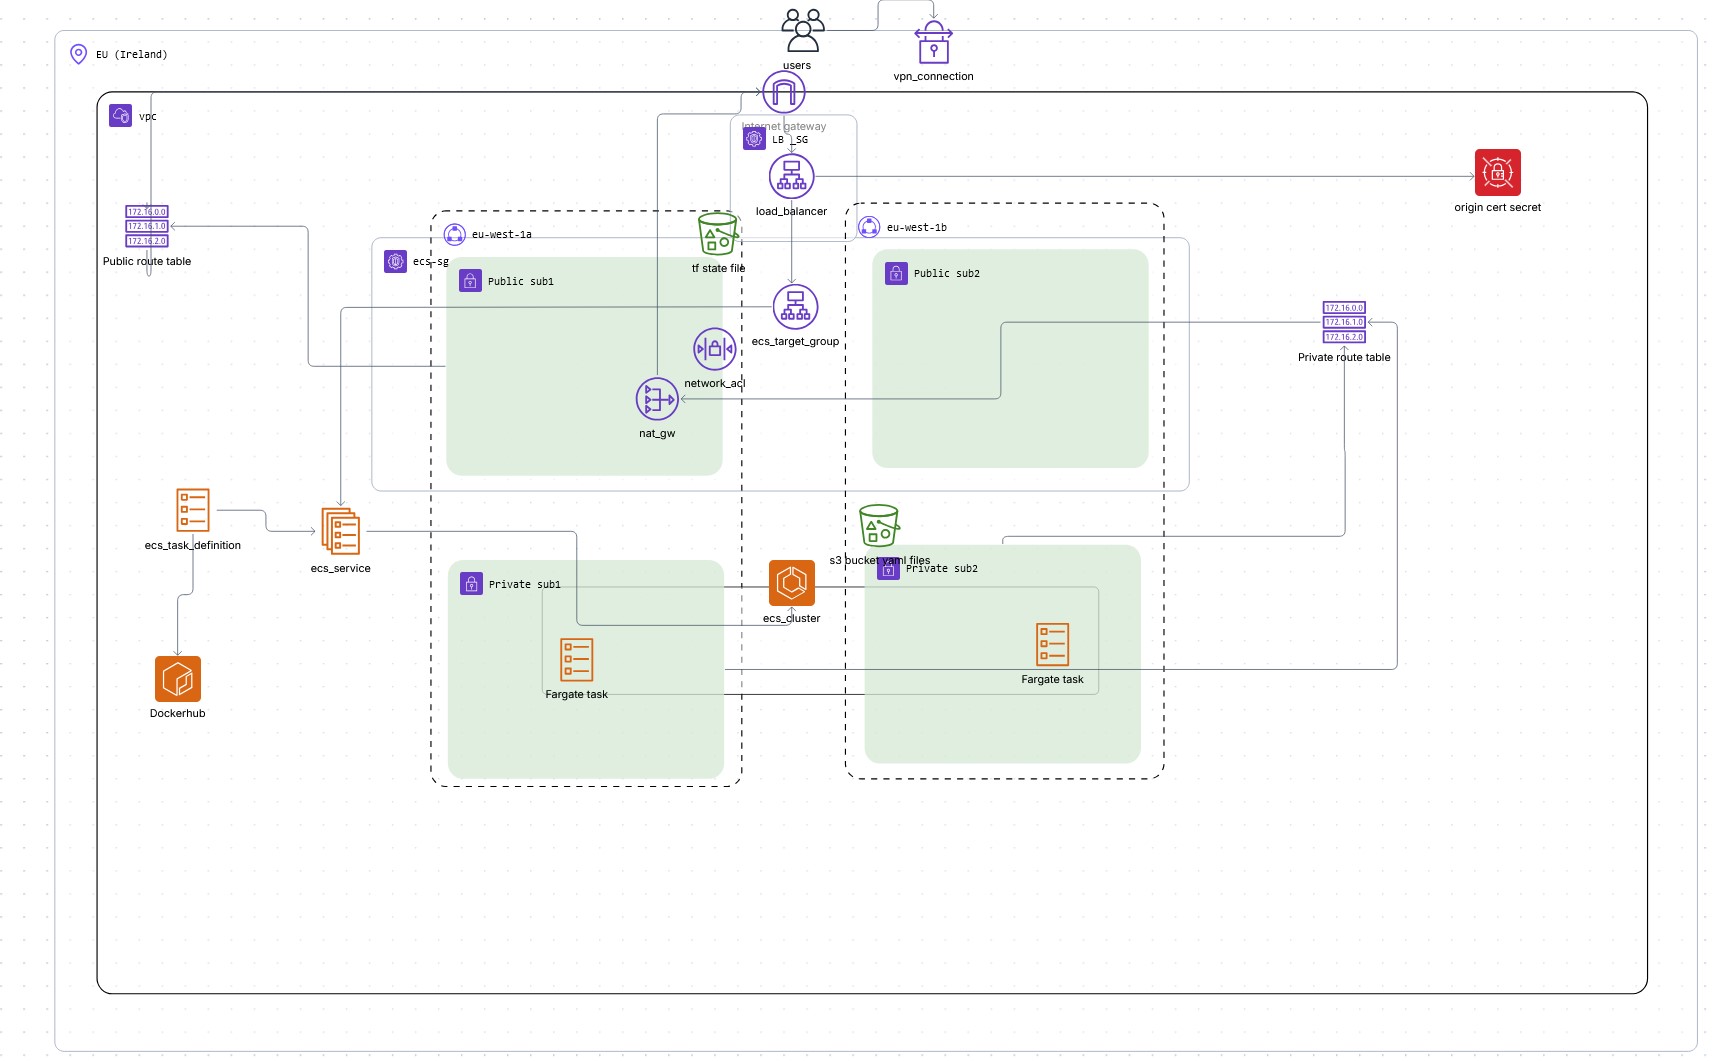 users
vpn_connection
EU (Ireland)
vpc
Internet gateway
LB _SG
load_balancer
origin cert secret
172.16.0.0
172.16.1.0
172.16.2.0
Public route table
eu-west-1a
eu-west-1b
ecs-sg
tf state file
Public sub1
Public sub2
ecs_target_group
172.16.0.0
172.16.1.0
172.16.2.0
Private route table
network_acl
nat_gw
ecs_task_definition
ecs_service
s3 bucket yaml files
Private sub1
Private sub2
ecs_cluster
Fargate task
Fargate task
Dockerhub